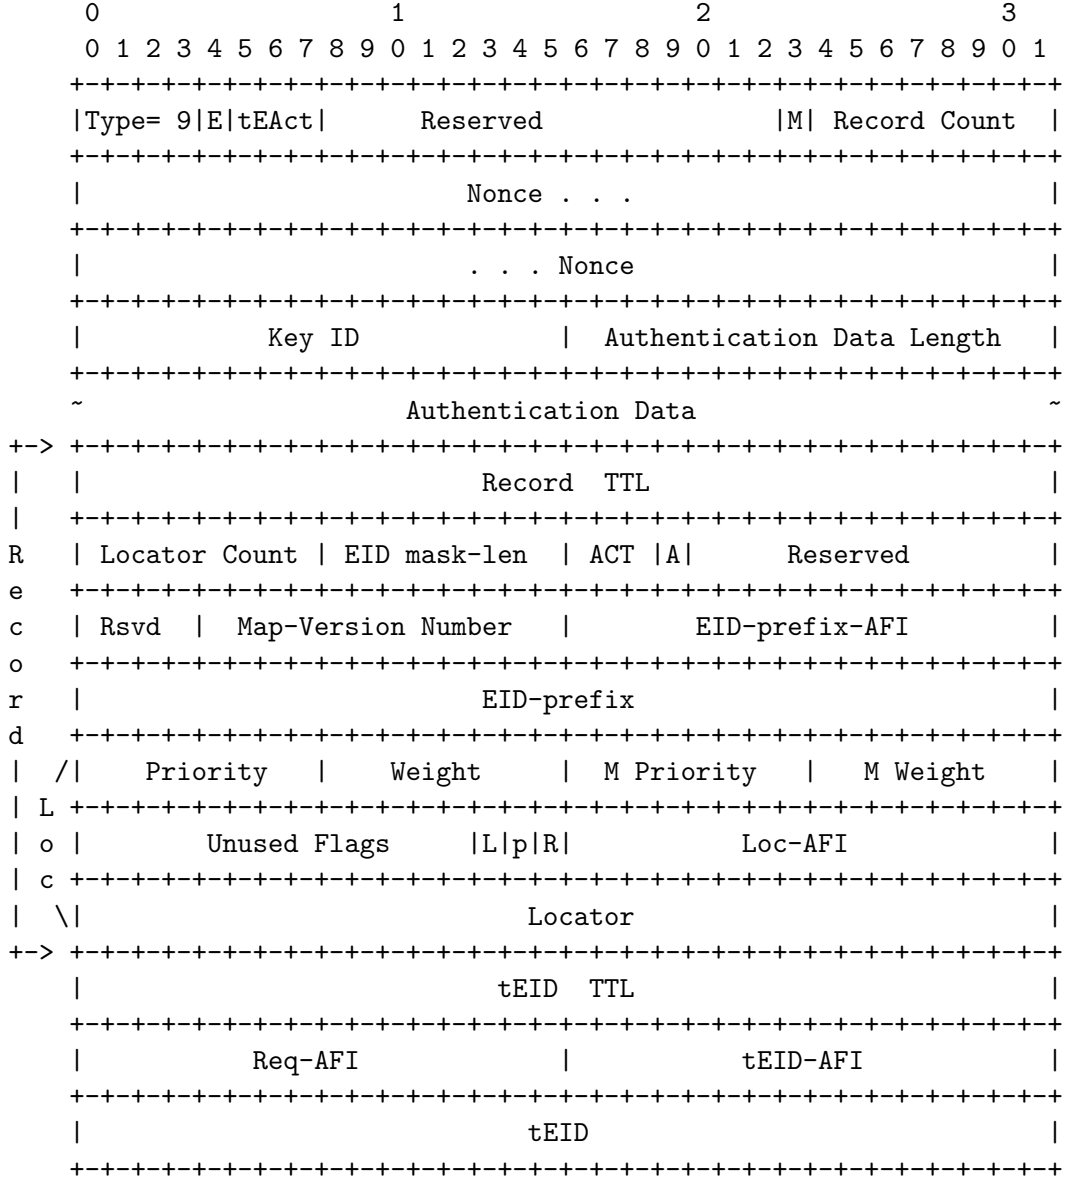 0                   1                   2                   3
     0 1 2 3 4 5 6 7 8 9 0 1 2 3 4 5 6 7 8 9 0 1 2 3 4 5 6 7 8 9 0 1
    +-+-+-+-+-+-+-+-+-+-+-+-+-+-+-+-+-+-+-+-+-+-+-+-+-+-+-+-+-+-+-+-+
    |Type= 9|E|tEAct|      Reserved               |M| Record Count  |
    +-+-+-+-+-+-+-+-+-+-+-+-+-+-+-+-+-+-+-+-+-+-+-+-+-+-+-+-+-+-+-+-+
    |                         Nonce . . .                           |
    +-+-+-+-+-+-+-+-+-+-+-+-+-+-+-+-+-+-+-+-+-+-+-+-+-+-+-+-+-+-+-+-+
    |                         . . . Nonce                           |
    +-+-+-+-+-+-+-+-+-+-+-+-+-+-+-+-+-+-+-+-+-+-+-+-+-+-+-+-+-+-+-+-+
    |            Key ID             |  Authentication Data Length   |
    +-+-+-+-+-+-+-+-+-+-+-+-+-+-+-+-+-+-+-+-+-+-+-+-+-+-+-+-+-+-+-+-+
    ~                     Authentication Data                       ~
+-> +-+-+-+-+-+-+-+-+-+-+-+-+-+-+-+-+-+-+-+-+-+-+-+-+-+-+-+-+-+-+-+-+
|   |                          Record  TTL                          |
|   +-+-+-+-+-+-+-+-+-+-+-+-+-+-+-+-+-+-+-+-+-+-+-+-+-+-+-+-+-+-+-+-+
R   | Locator Count | EID mask-len  | ACT |A|      Reserved         |
e   +-+-+-+-+-+-+-+-+-+-+-+-+-+-+-+-+-+-+-+-+-+-+-+-+-+-+-+-+-+-+-+-+
c   | Rsvd  |  Map-Version Number   |        EID-prefix-AFI         |
o   +-+-+-+-+-+-+-+-+-+-+-+-+-+-+-+-+-+-+-+-+-+-+-+-+-+-+-+-+-+-+-+-+
r   |                          EID-prefix                           |
d   +-+-+-+-+-+-+-+-+-+-+-+-+-+-+-+-+-+-+-+-+-+-+-+-+-+-+-+-+-+-+-+-+
|  /|    Priority   |    Weight     |  M Priority   |   M Weight    |
| L +-+-+-+-+-+-+-+-+-+-+-+-+-+-+-+-+-+-+-+-+-+-+-+-+-+-+-+-+-+-+-+-+
| o |        Unused Flags     |L|p|R|           Loc-AFI             |
| c +-+-+-+-+-+-+-+-+-+-+-+-+-+-+-+-+-+-+-+-+-+-+-+-+-+-+-+-+-+-+-+-+
|  \|                             Locator                           |
+-> +-+-+-+-+-+-+-+-+-+-+-+-+-+-+-+-+-+-+-+-+-+-+-+-+-+-+-+-+-+-+-+-+
    |                           tEID  TTL                           |
    +-+-+-+-+-+-+-+-+-+-+-+-+-+-+-+-+-+-+-+-+-+-+-+-+-+-+-+-+-+-+-+-+
    |           Req-AFI             |           tEID-AFI            |
    +-+-+-+-+-+-+-+-+-+-+-+-+-+-+-+-+-+-+-+-+-+-+-+-+-+-+-+-+-+-+-+-+
    |                             tEID                              |
    +-+-+-+-+-+-+-+-+-+-+-+-+-+-+-+-+-+-+-+-+-+-+-+-+-+-+-+-+-+-+-+-+